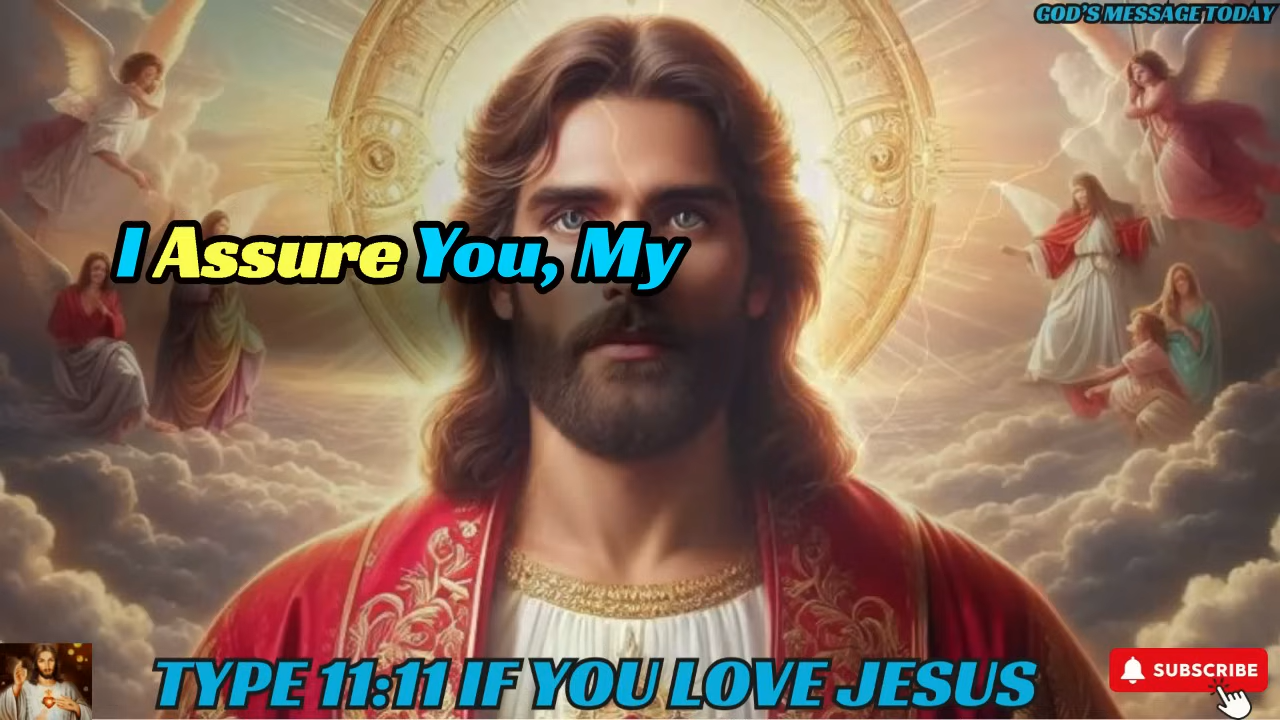 GOD'S MESSAGE TODAY
I Assure You, My
TYPE 11:11 IF YOU LOVE JESUS
SUBSCRIBE